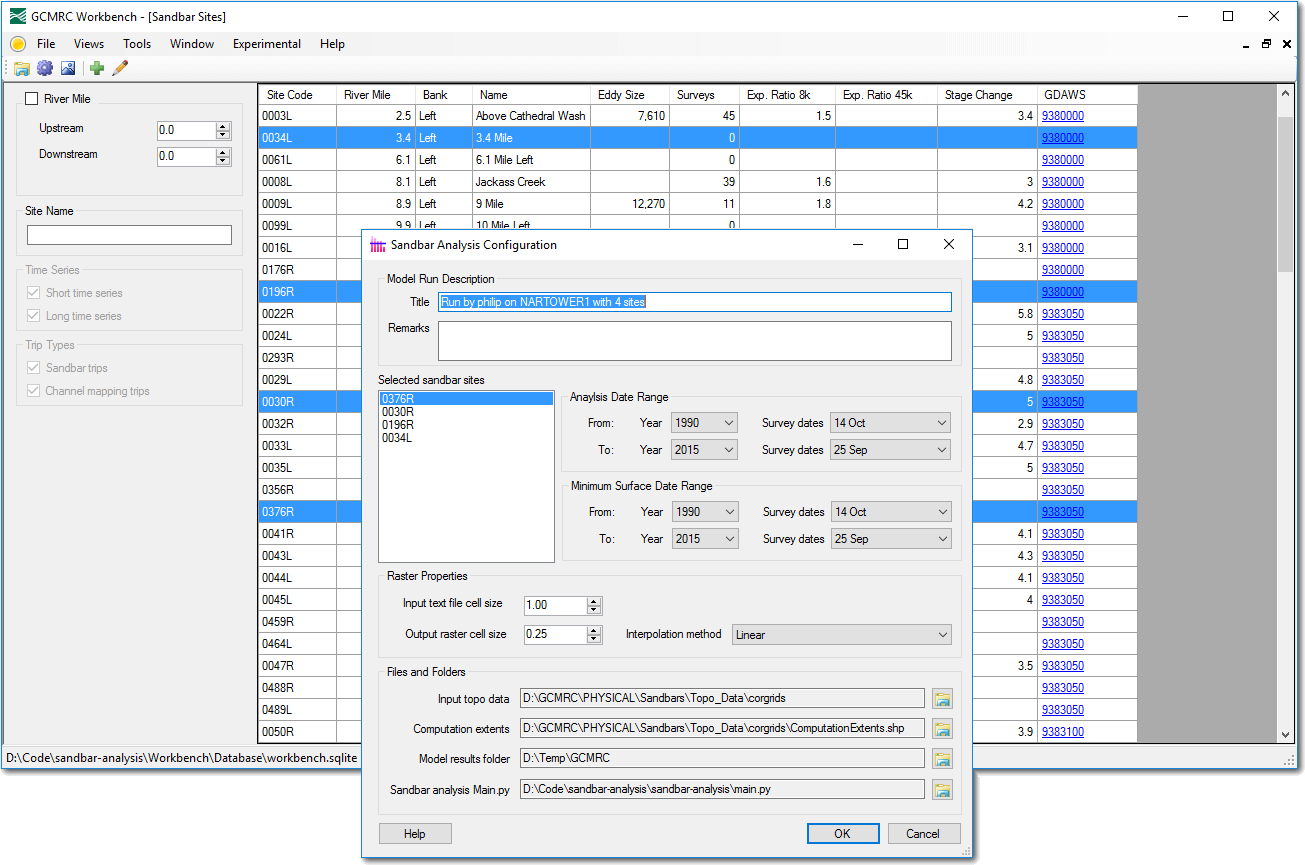 GCMRC Workbench - [Sandbar Sites]
File Views Tools Window Experimental Help
River Mile
Upstream 0.0
Downstream 0.0
Site Name
Time Series
Short time series
Long time series
Trip Types
Sandbar trips
Channel mapping trips
Site Code River Mile Bank Name Eddy Size Surveys Exp. Ratio 8k Exp. Ratio 45k Stage Change GDAWS
0003L 2.5 Left Above Cathedral Wash 7,610 45 1.5 3.4 9380000
0034L 3.4 Left 3.4 Mile 0 9380000
0061L 6.1 Left 6.1 Mile Left 0 9380000
0008L 8.1 Left Jackass Creek 39 1.6 3 9380000
0009L 8.9 Left 9 Mile 12,270 11 1.8 4.2 9380000
0099L 9.9 Left 10 Mile Left 0 9380000
0016L 3.1 9380000
0176R 9380000
0196R 9380000
0022R 5.8 9383050
0024L 5 9383050
0293R 9383050
0029L 4.8 9383050
0030R 5 9383050
0032R 2.9 9383050
0033L 4.7 9383050
0035L 5 9383050
0356R 9383050
0376R 9383050
0041R 4.1 9383050
0043L 4.3 9383050
0044L 4.1 9383050
0045L 4 9383050
0459R 9383050
0464L 9383050
0047R 3.5 9383050
0488R 9383050
0489L 9383050
0050R 3.9 9383100
D:\Code\sandbar-analysis\Workbench\Database\workbench.sqlite
Sandbar Analysis Configuration
Model Run Description
Title Run by philip on NARTOWER1 with 4 sites
Remarks
Selected sandbar sites
0376R
0030R
0196R
0034L
Anaylsis Date Range
From: Year 1990 Survey dates 14 Oct
To: Year 2015 Survey dates 25 Sep
Minimum Surface Date Range
From: Year 1990 Survey dates 14 Oct
To: Year 2015 Survey dates 25 Sep
Raster Properties
Input text file cell size 1.00
Output raster cell size 0.25 Interpolation method Linear
Files and Folders
Input topo data D:\GCMRC\PHYSICAL\Sandbars\Topo_Data\corgrids
Computation extents D:\GCMRC\PHYSICAL\Sandbars\Topo_Data\corgrids\ComputationExtents.shp
Model results folder D:\Temp\GCMRC
Sandbar analysis Main.py D:\Code\sandbar-analysis\sandbar-analysis\main.py
Help OK Cancel